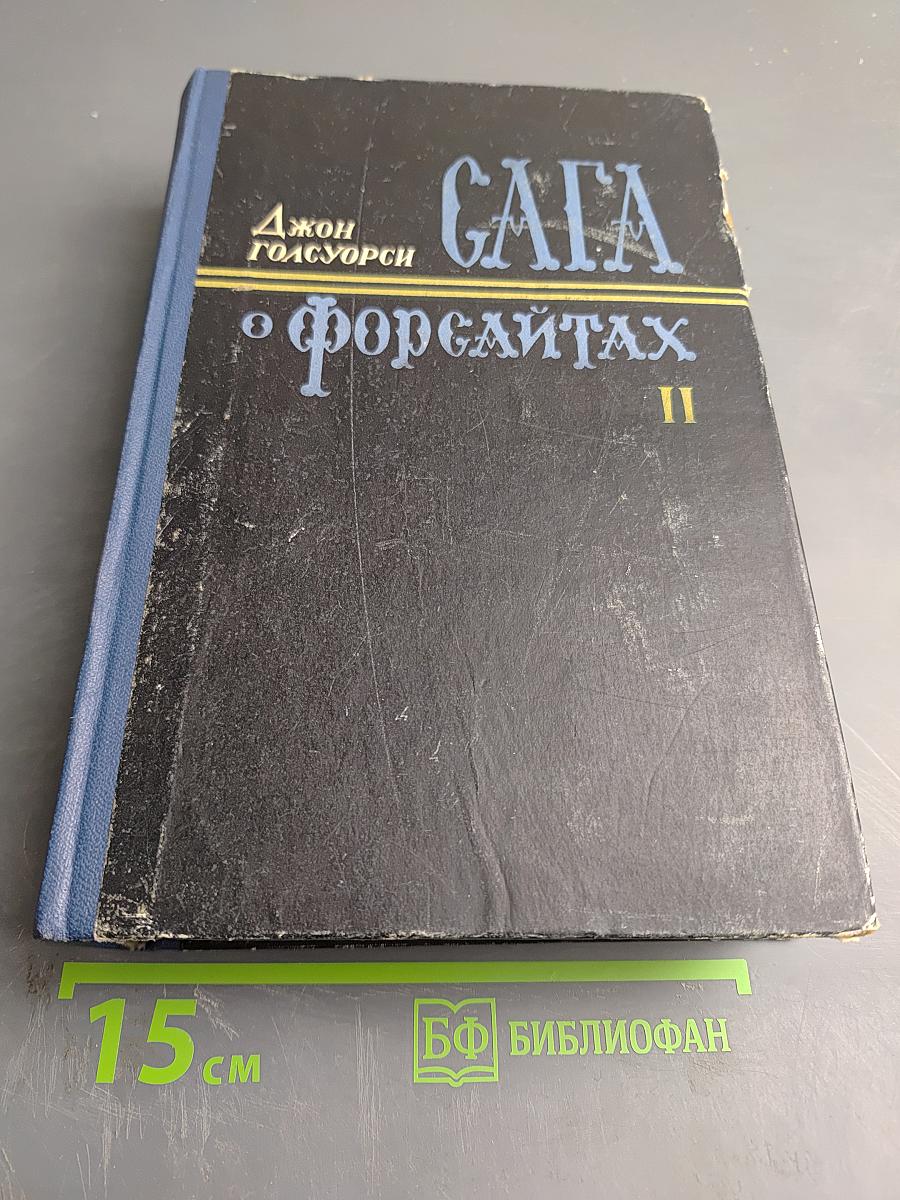 Джон
Голсуорси
САГА
о Форсайтах
II
15 см
БФ БИБЛИОФАН